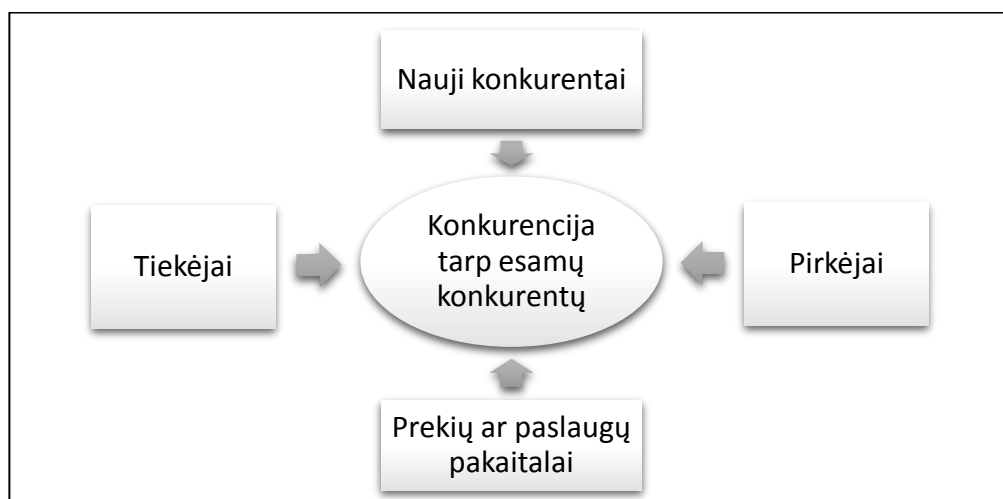 Nauji konkurentai
Tiekėjai
Konkurencija
tarp esamų
konkurentų
Pirkėjai
Prekių ar paslaugų
pakaitalai